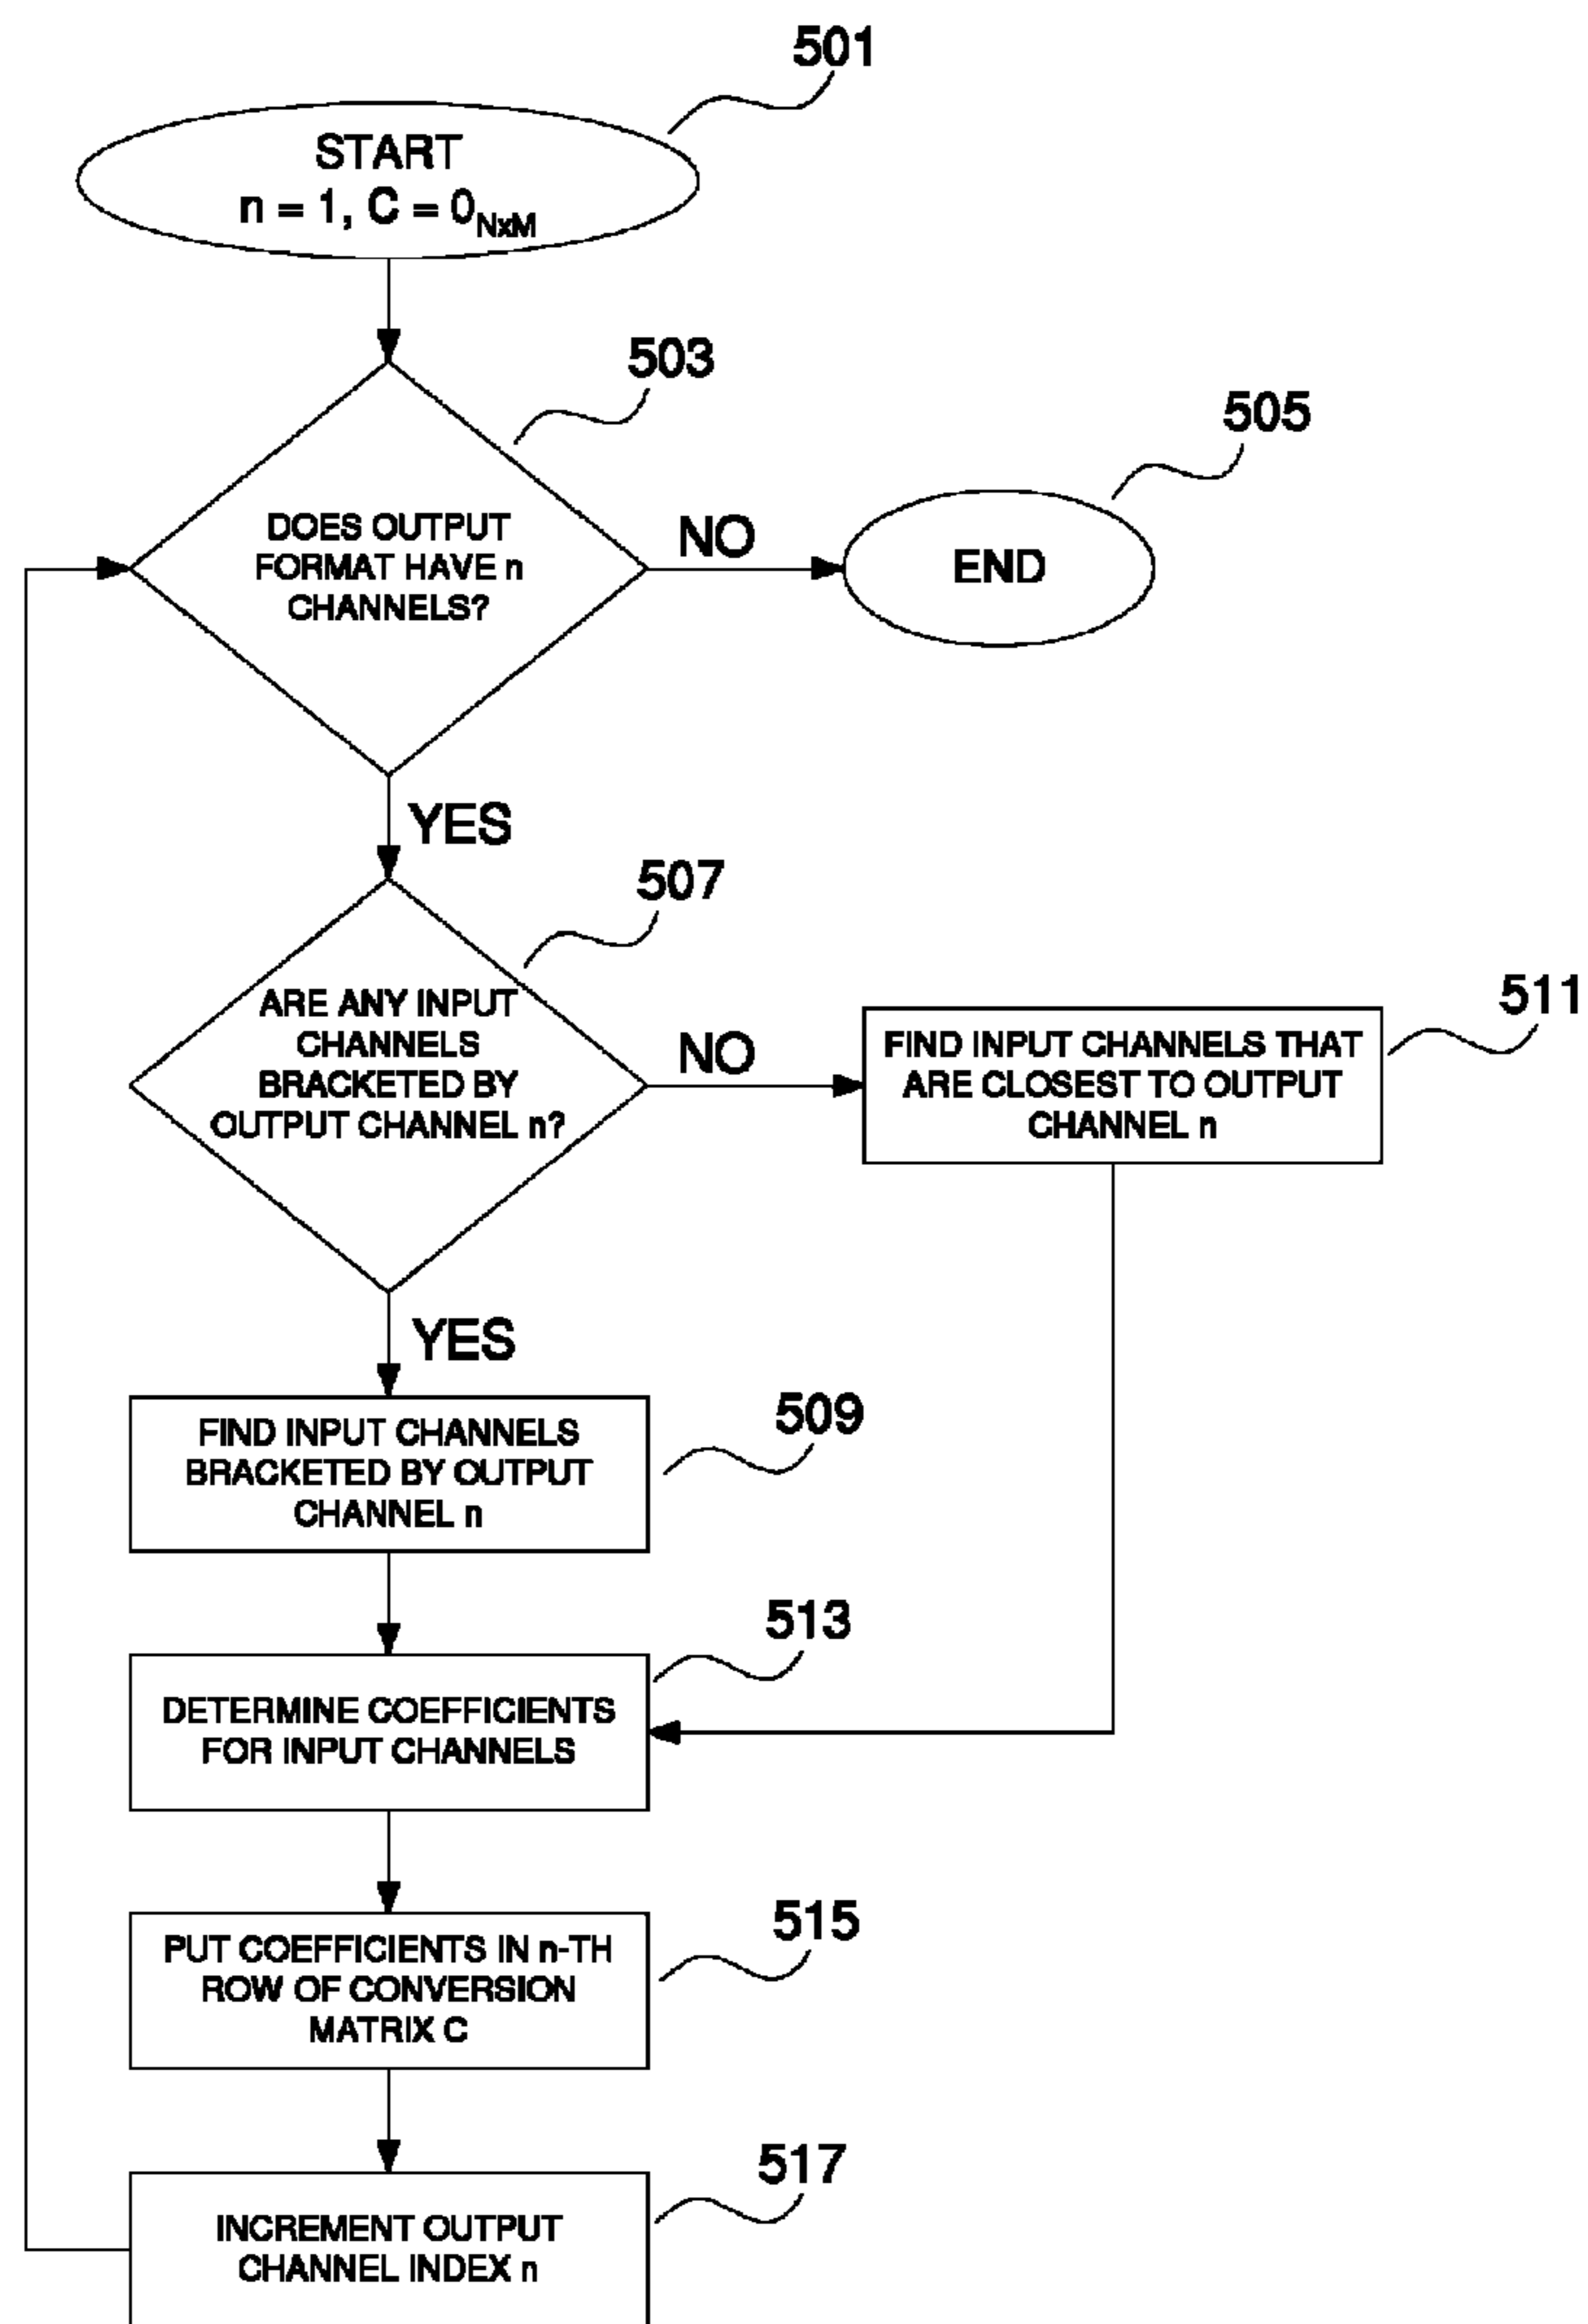 501
START
n = 1, C = 0NxM
503
505
DOES OUTPUT
FORMAT HAVE n
CHANNELS?
NO
END
YES
507
511
ARE ANY INPUT
CHANNELS
BRACKETED BY
OUTPUT CHANNEL n?
NO
FIND INPUT CHANNELS THAT
ARE CLOSEST TO OUTPUT
CHANNEL n
YES
509
FIND INPUT CHANNELS
BRACKETED BY OUTPUT
CHANNEL n
513
DETERMINE COEFFICIENTS
FOR INPUT CHANNELS
515
PUT COEFFICIENTS IN n-TH
ROW OF CONVERSION
MATRIX C
517
INCREMENT OUTPUT
CHANNEL INDEX n